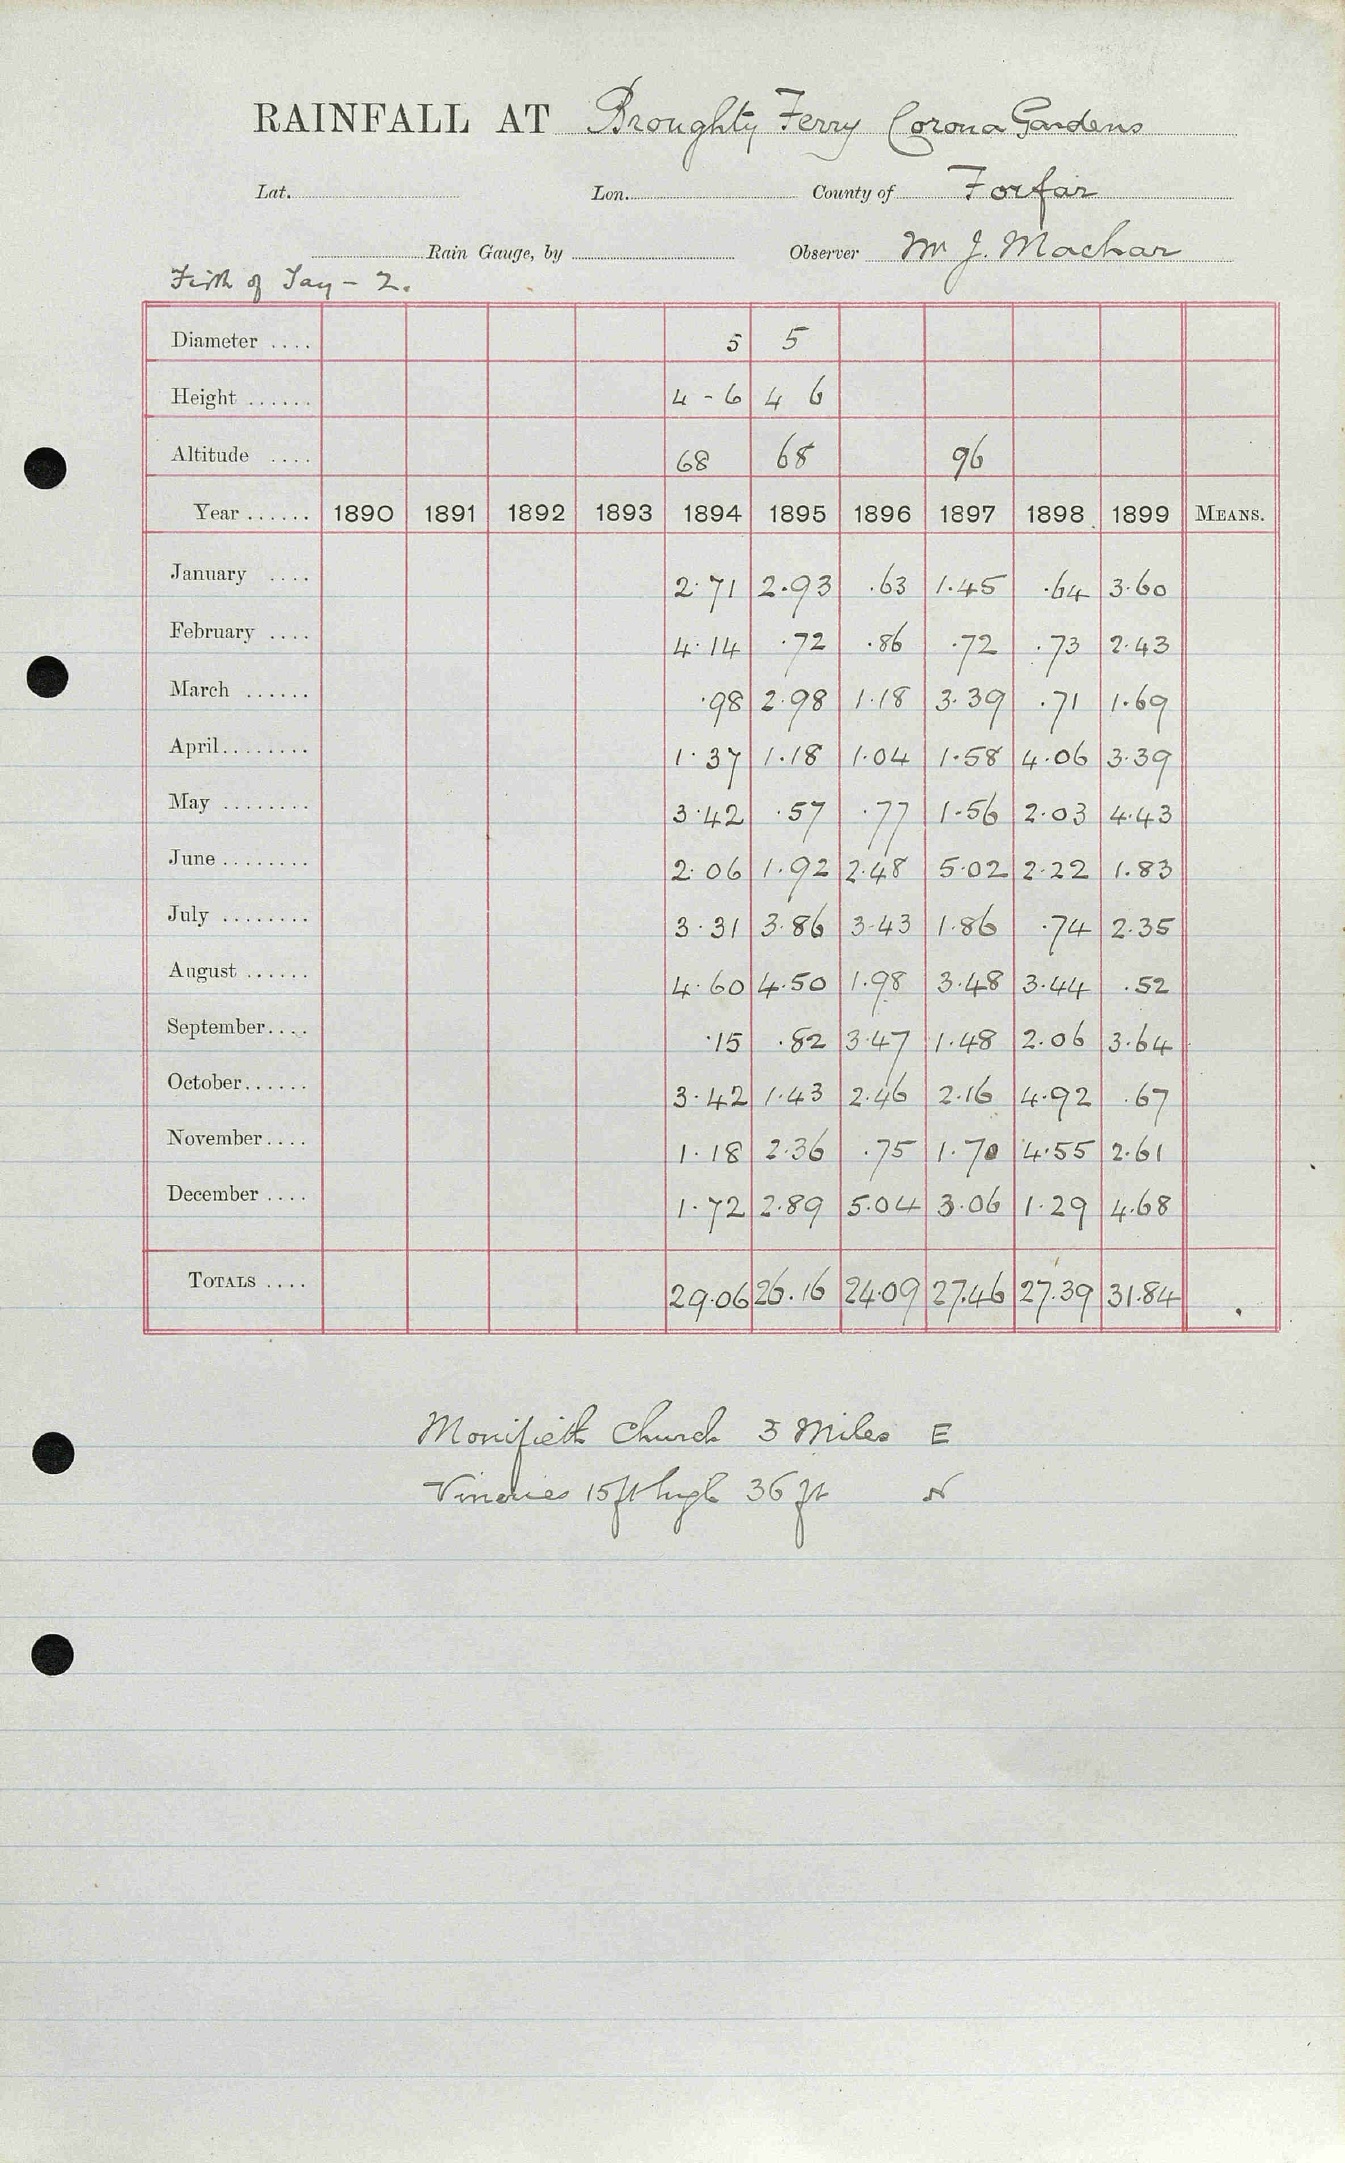 RAINFALL AT Broughty Ferry Corona Gardens
Lat. Lon. County of Forfar
Rain Gauge, by Observer Mr J. Machar
Firth of Tay - 2.
Diameter .... 5 5
Height ...... 4 - 6 4 6
Altitude .... 68 68 96
Year ...... 1890 1891 1892 1893 1894 1895 1896 1897 1898 1899 MEANS.
January .... 2.71 2.93 .63 1.45 .64 3.60
February .... 4.14 .72 .86 .72 .73 2.43
March ...... .98 2.98 1.18 3.39 .71 1.69
April ........ 1.37 1.18 1.04 1.58 4.06 3.39
May ........ 3.42 .57 .77 1.56 2.03 4.43
June ........ 2.06 1.92 2.48 5.02 2.22 1.83
July ........ 3.31 3.86 3.43 1.86 .74 2.35
August ...... 4.60 4.50 1.98 3.48 3.44 .52
September.... .15 .82 3.47 1.48 2.06 3.64
October...... 3.42 1.43 2.46 2.16 4.92 .67
November.... 1.18 2.36 .75 1.70 4.55 2.61
December .... 1.72 2.89 5.04 3.06 1.29 4.68
TOTALS .... 29.06 26.16 24.09 27.46 27.39 31.84
Monifieth Church 3 Miles E
Vineries 15ft high 36 ft N